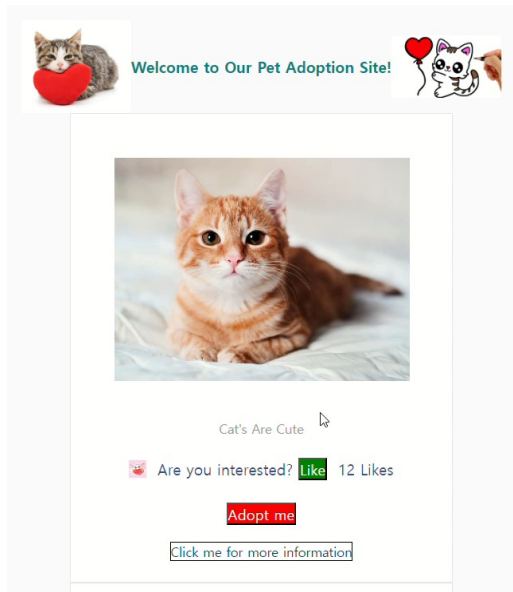 Welcome to Our Pet Adoption Site!
Cat's Are Cute
Are you interested? Like 12 Likes
Adopt me
Click me for more information